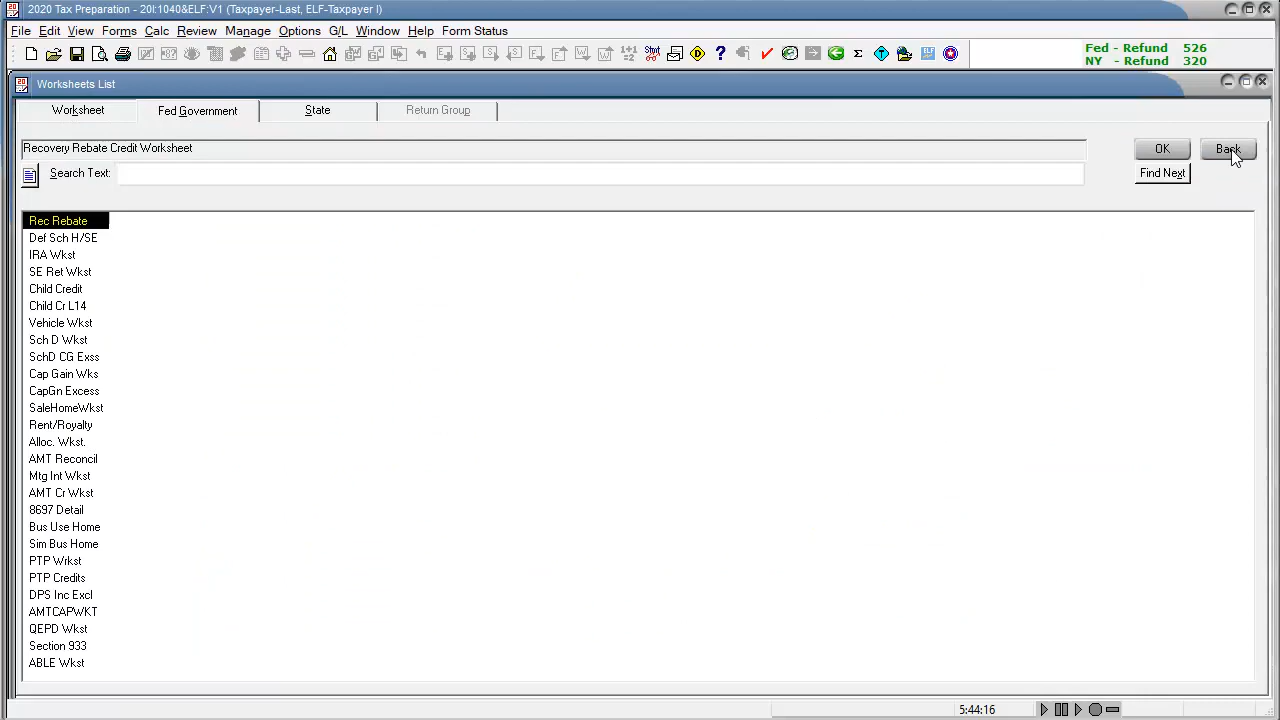 2020 Tax Preparation - 20I:1040&ELF:V1 (Taxpayer-Last, ELF-Taxpayer I)
File Edit View Forms Calc Review Manage Options G/L Window Help Form Status
Fed - Refund 526
NY - Refund 320
Worksheets List
Worksheet Fed Government State Return Group
Recovery Rebate Credit Worksheet OK Back
Search Text: Find Next
Rec Rebate
Def Sch H/SE
IRA Wkst
SE Ret Wkst
Child Credit
Child Cr L14
Vehicle Wkst
Sch D Wkst
SchD CG Exss
Cap Gain Wks
CapGn Excess
SaleHomeWkst
Rent/Royalty
Alloc. Wkst.
AMT Reconcil
Mtg Int Wkst
AMT Cr Wkst
8697 Detail
Bus Use Home
Sim Bus Home
PTP Wrkst
PTP Credits
DPS Inc Excl
AMTCAPWKT
QEPD Wkst
Section 933
ABLE Wkst
5:44:16